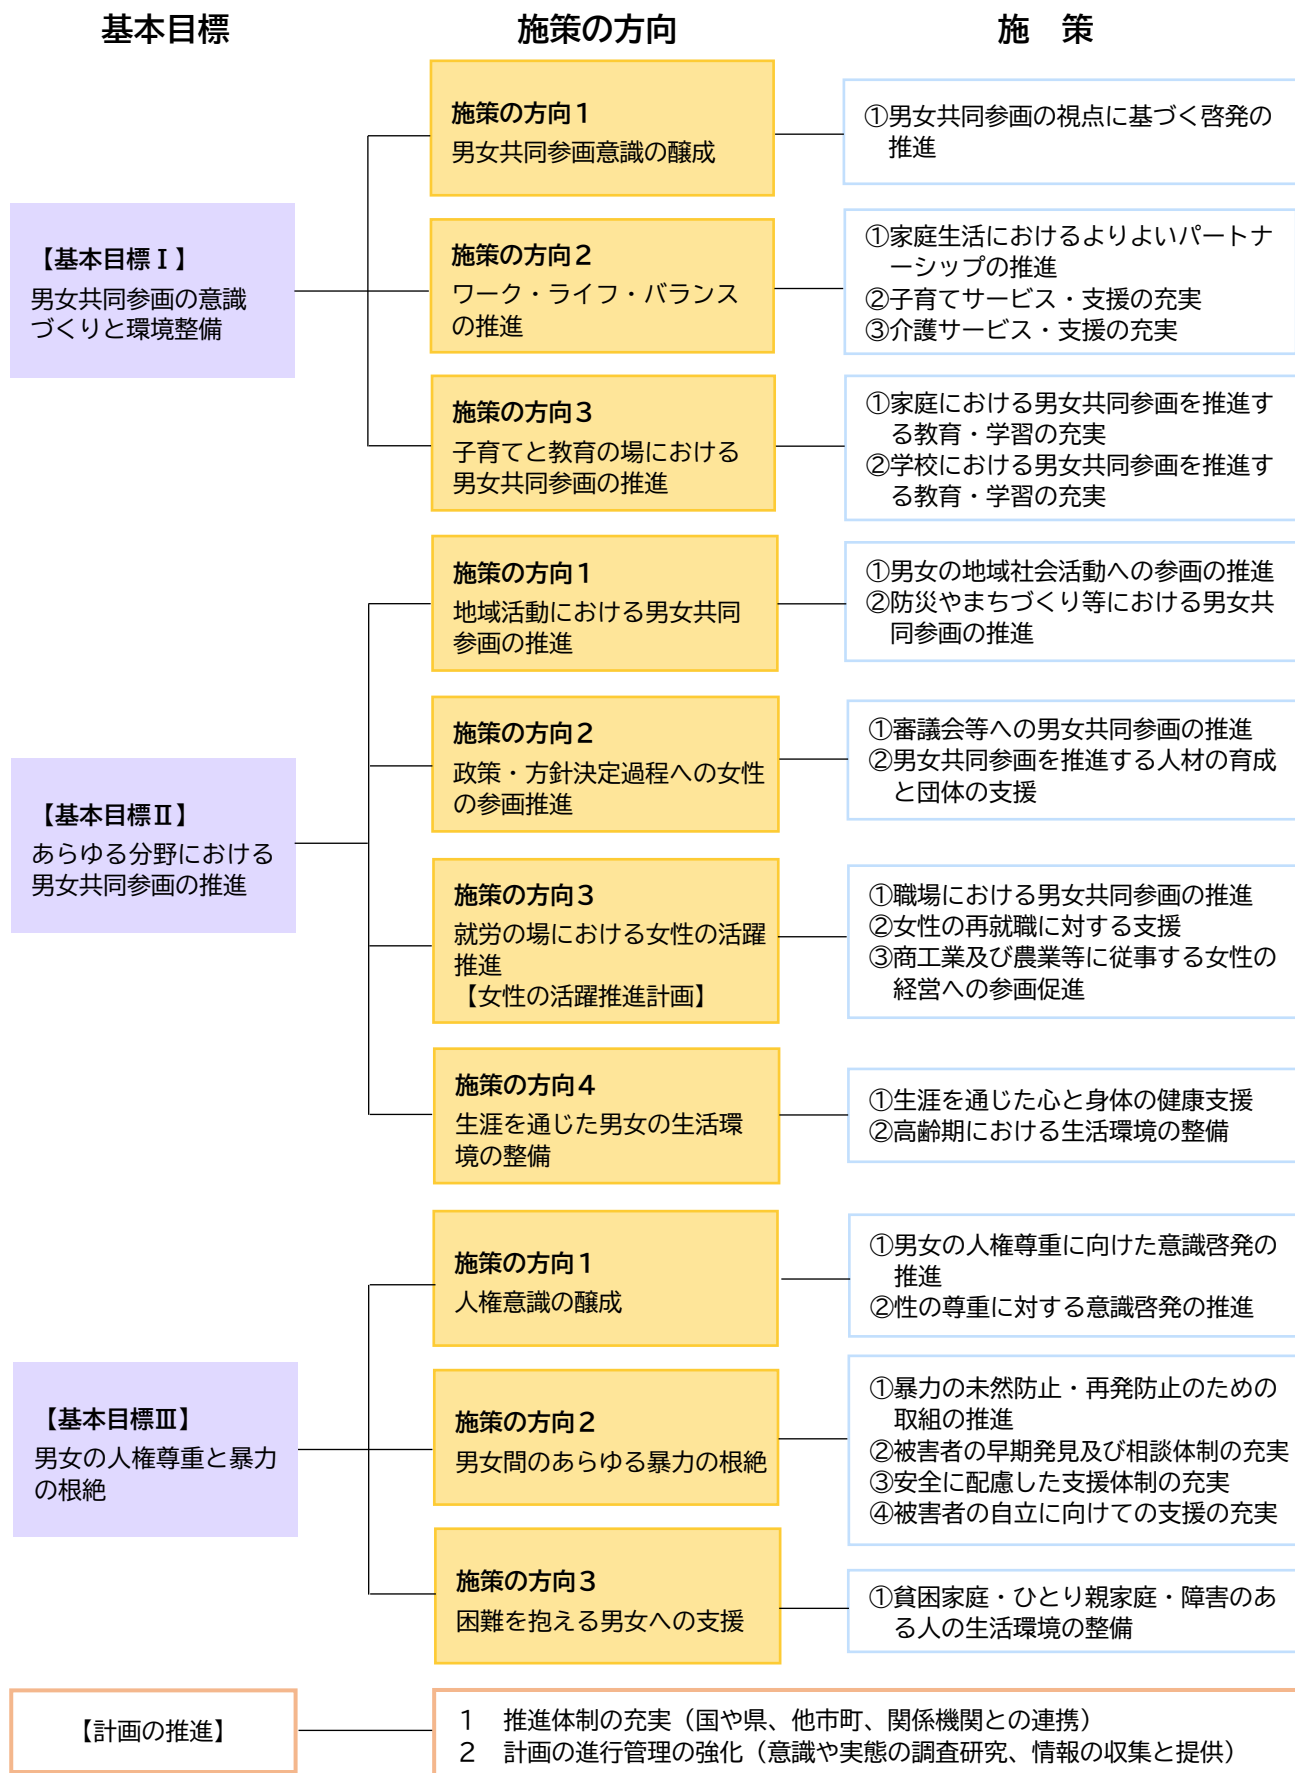 基本目標
施策の方向
施　策
【基本目標Ⅰ】
男女共同参画の意識
づくりと環境整備
施策の方向１
男女共同参画意識の醸成
①男女共同参画の視点に基づく啓発の
推進
施策の方向２
ワーク・ライフ・バランス
の推進
①家庭生活におけるよりよいパートナ
ーシップの推進
②子育てサービス・支援の充実
③介護サービス・支援の充実
施策の方向３
子育てと教育の場における
男女共同参画の推進
①家庭における男女共同参画を推進す
る教育・学習の充実
②学校における男女共同参画を推進す
る教育・学習の充実
【基本目標Ⅱ】
あらゆる分野における
男女共同参画の推進
施策の方向１
地域活動における男女共同
参画の推進
①男女の地域社会活動への参画の推進
②防災やまちづくり等における男女共
同参画の推進
施策の方向２
政策・方針決定過程への女性
の参画推進
①審議会等への男女共同参画の推進
②男女共同参画を推進する人材の育成
と団体の支援
施策の方向３
就労の場における女性の活躍
推進
【女性の活躍推進計画】
①職場における男女共同参画の推進
②女性の再就職に対する支援
③商工業及び農業等に従事する女性の
経営への参画促進
施策の方向４
生涯を通じた男女の生活環
境の整備
①生涯を通じた心と身体の健康支援
②高齢期における生活環境の整備
【基本目標Ⅲ】
男女の人権尊重と暴力
の根絶
施策の方向１
人権意識の醸成
①男女の人権尊重に向けた意識啓発の
推進
②性の尊重に対する意識啓発の推進
施策の方向２
男女間のあらゆる暴力の根絶
①暴力の未然防止・再発防止のための
取組の推進
②被害者の早期発見及び相談体制の充実
③安全に配慮した支援体制の充実
④被害者の自立に向けての支援の充実
施策の方向３
困難を抱える男女への支援
①貧困家庭・ひとり親家庭・障害のあ
る人の生活環境の整備
【計画の推進】
１　推進体制の充実（国や県、他市町、関係機関との連携）
２　計画の進行管理の強化（意識や実態の調査研究、情報の収集と提供）